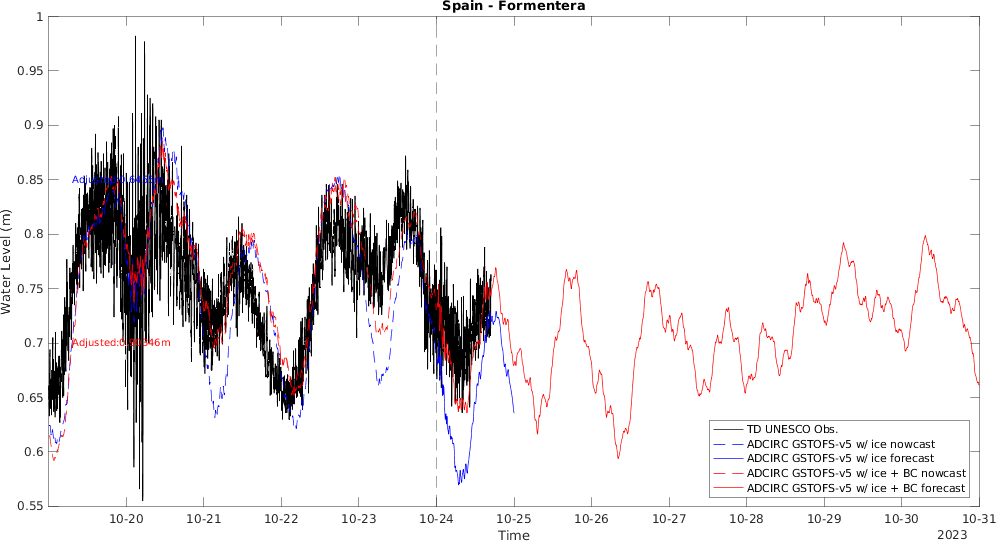 Spain - Formentera
Water Level (m)
1
0.95
0.9
0.85
0.8
0.75
0.7
0.65
0.6
0.55
Adjusted:
Adjusted:
TD UNESCO Obs.
ADCIRC GSTOFS-v5 w/ ice nowcast
ADCIRC GSTOFS-v5 w/ ice forecast
ADCIRC GSTOFS-v5 w/ ice + BC nowcast
ADCIRC GSTOFS-v5 w/ ice + BC forecast
10-20
10-21
10-22
10-23
10-24
10-25
10-26
10-27
10-28
10-29
10-30
10-31
Time
2023